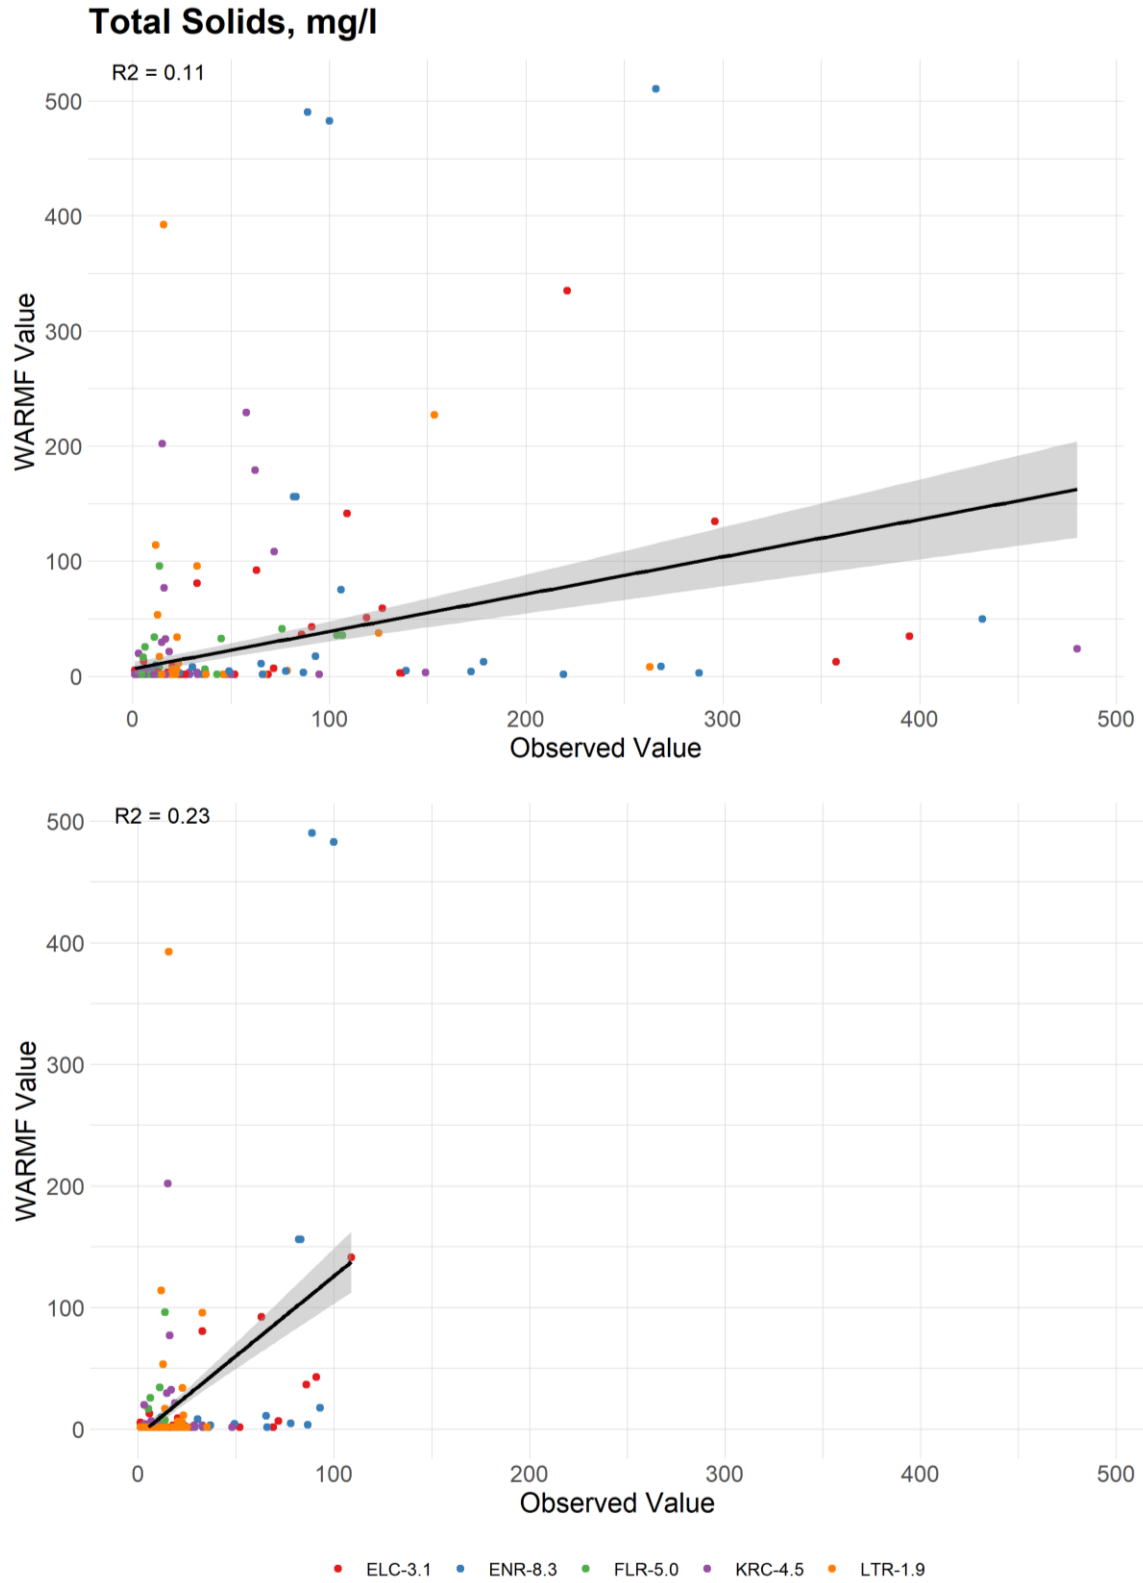 Total Solids, mg/l
R2 = 0.11
500
400
300
200
100
0
WARMF Value
0 100 200 300 400 500
Observed Value
R2 = 0.23
500
400
300
200
100
0
WARMF Value
0 100 200 300 400 500
Observed Value
ELC-3.1 ENR-8.3 FLR-5.0 KRC-4.5 LTR-1.9